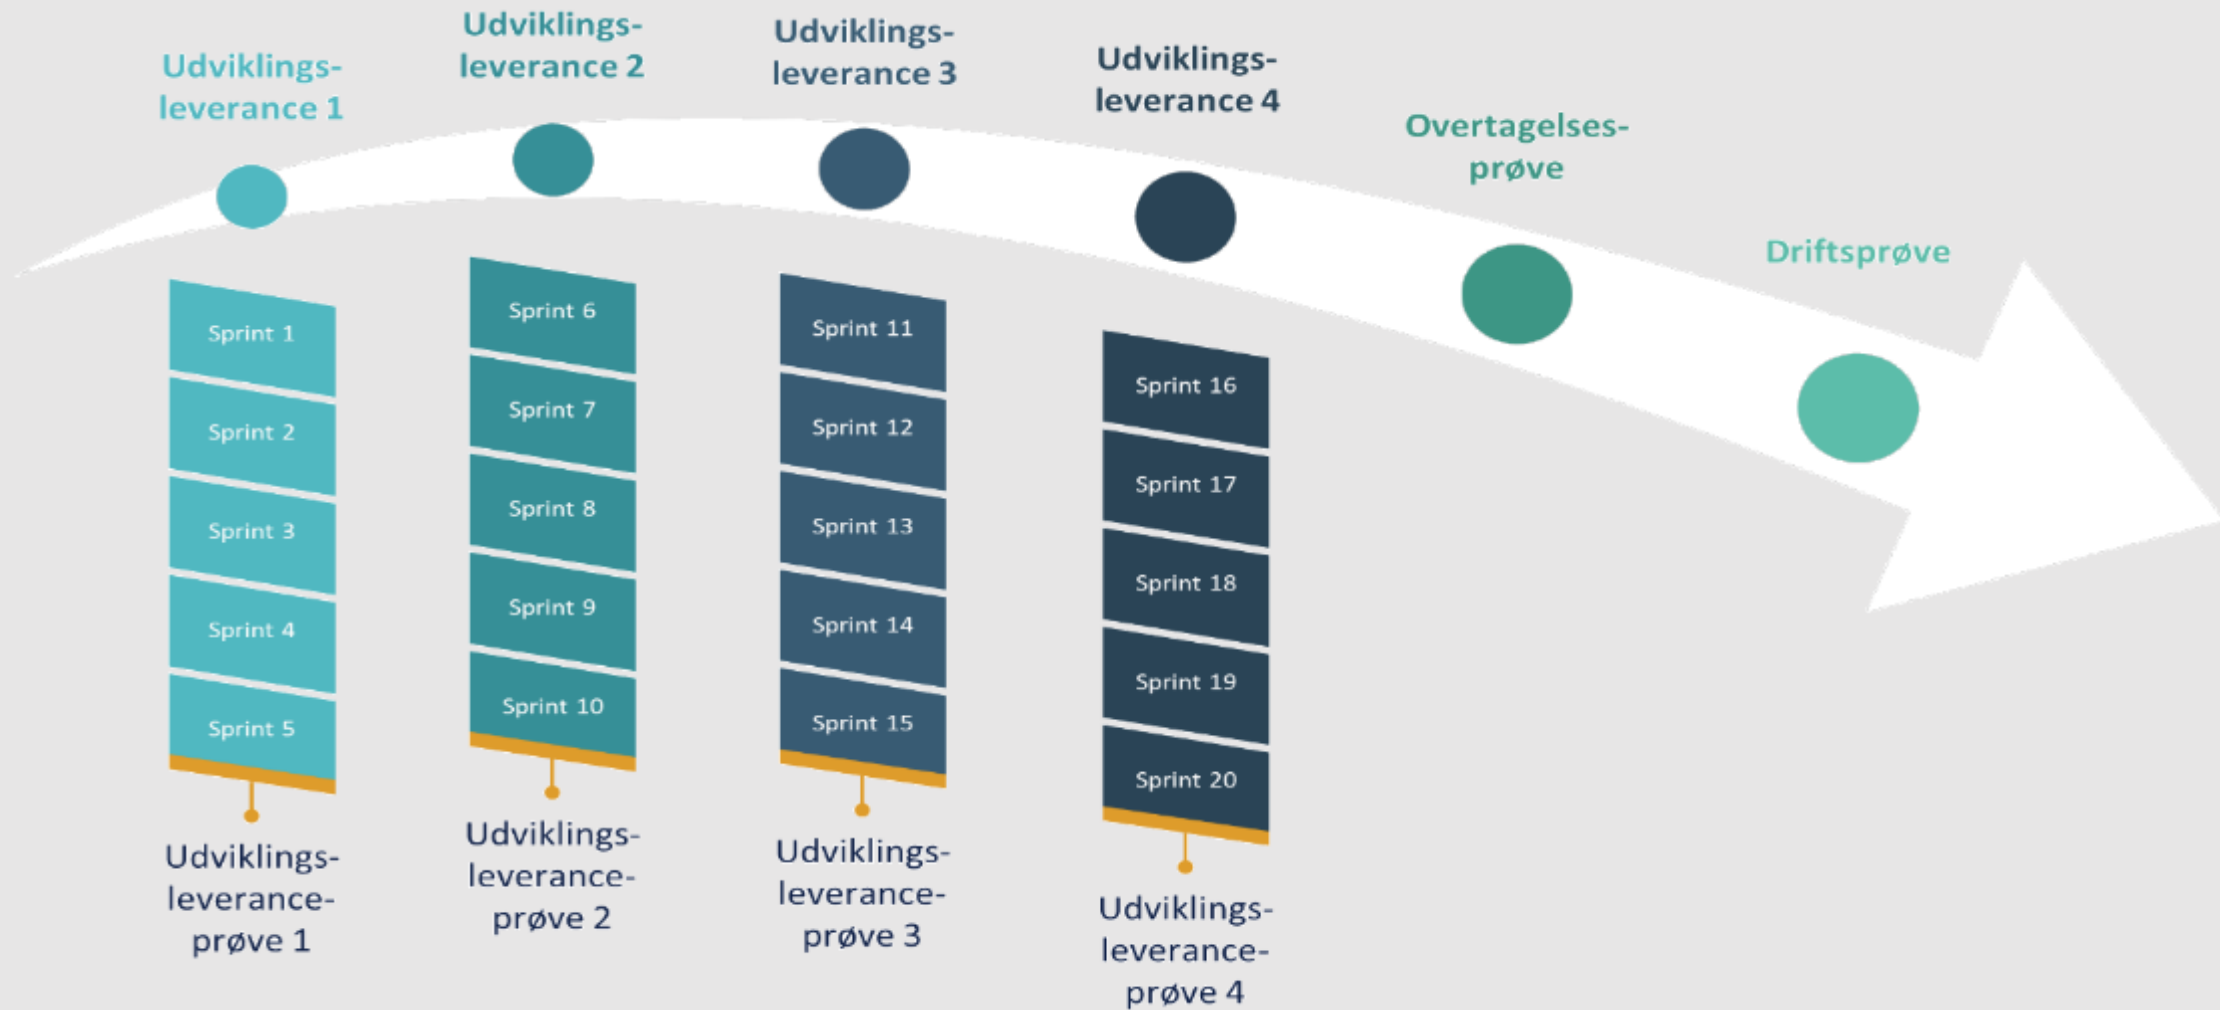 Udviklings-
leverance 1
Udviklings-
leverance 2
Udviklings-
leverance 3
Udviklings-
leverance 4
Overtagelses-
prøve
Driftsprøve
Sprint 1
Sprint 2
Sprint 3
Sprint 4
Sprint 5
Udviklings-
leverance-
prøve 1
Sprint 6
Sprint 7
Sprint 8
Sprint 9
Sprint 10
Udviklings-
leverance-
prøve 2
Sprint 11
Sprint 12
Sprint 13
Sprint 14
Sprint 15
Udviklings-
leverance-
prøve 3
Sprint 16
Sprint 17
Sprint 18
Sprint 19
Sprint 20
Udviklings-
leverance-
prøve 4